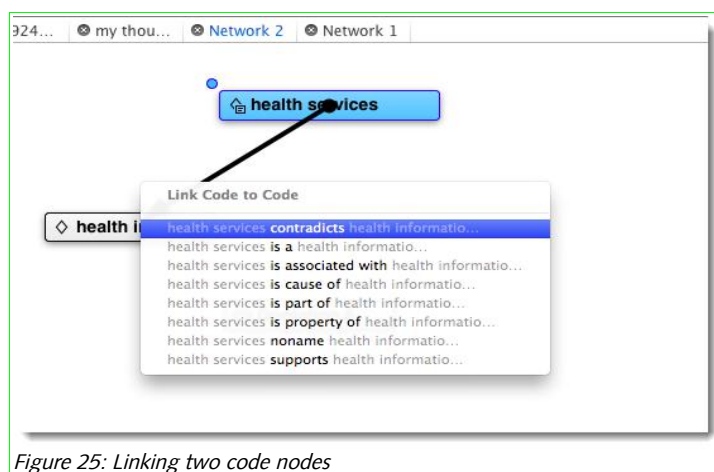 924... my thou... Network 2 Network 1
health services
Link Code to Code
health i
health services contradicts health informatio...
health services is a health informatio...
health services is associated with health informatio...
health services is cause of health informatio...
health services is part of health informatio...
health services is property of health informatio...
health services noname health informatio...
health services supports health informatio...
Figure 25: Linking two code nodes